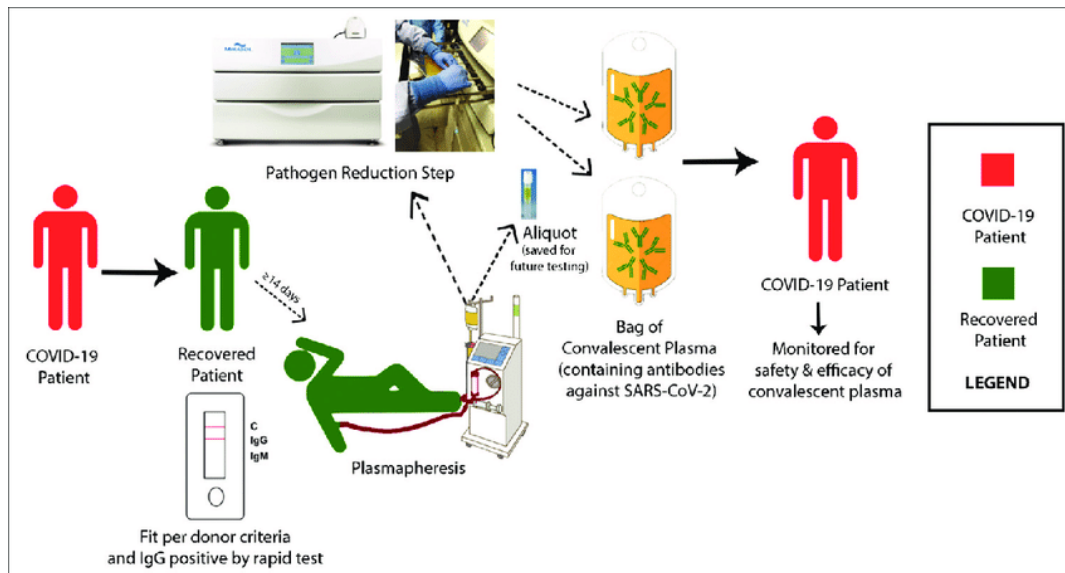 Pathogen Reduction Step
Aliquot
(saved for
future testing)
≥14 days
COVID-19
Patient
Recovered
Patient
C
IgG
IgM
Fit per donor criteria
and IgG positive by rapid test
Plasmapheresis
Bag of
Convalescent Plasma
(containing antibodies
against SARS-CoV-2)
COVID-19 Patient
Monitored for
safety & efficacy of
convalescent plasma
COVID-19
Patient
Recovered
Patient
LEGEND